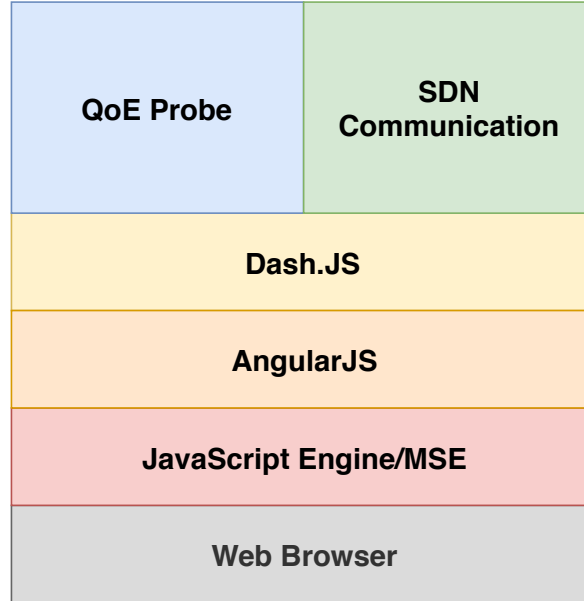 QoE Probe
SDN
Communication
Dash.JS
AngularJS
JavaScript Engine/MSE
Web Browser